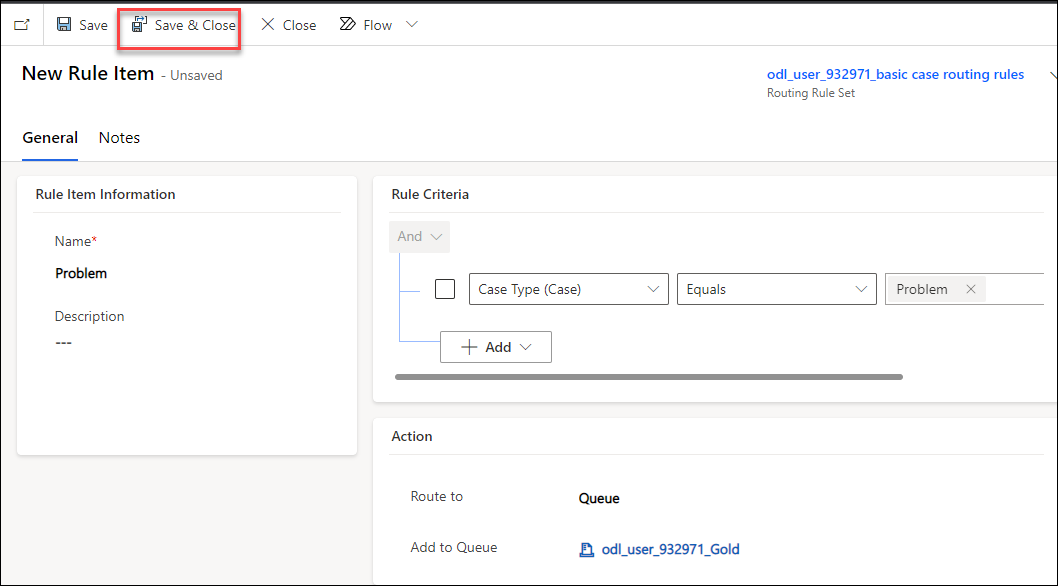 Save Save & Close Close Flow
New Rule Item - Unsaved
odl_user_932971_basic case routing rules
Routing Rule Set
General Notes
Rule Item Information
Name*
Problem
Description
---
Rule Criteria
And
Case Type (Case) Equals Problem
Add
Action
Route to Queue
Add to Queue odl_user_932971_Gold